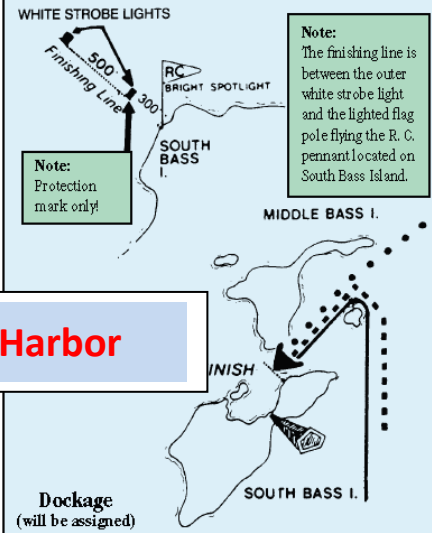 WHITE STROBE LIGHTS
500'
Finishing Line
300'
RC
BRIGHT SPOTLIGHT
SOUTH
BASS
I.
Note:
Protection
mark only!
Note:
The finishing line is
between the outer
white strobe light
and the lighted flag
pole flying the R. C.
pennant located on
South Bass Island.
MIDDLE BASS I.
Harbor
INISH
SOUTH BASS I.
Dockage
(will be assigned)